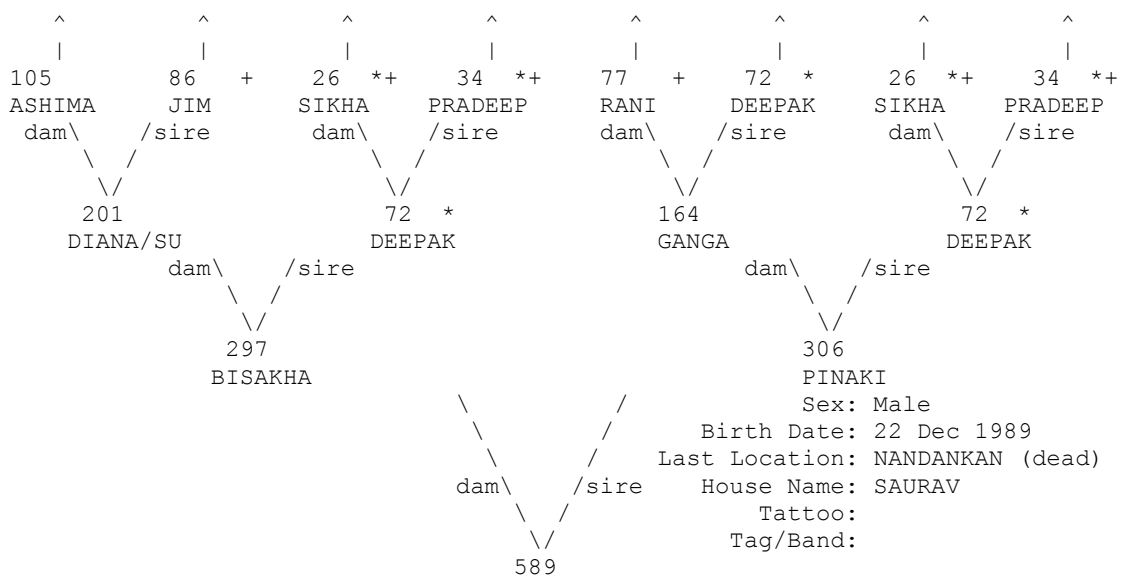 ^ ^ ^ ^ ^ ^ ^ ^
| | | | | | | |
105 86 + 26 *+ 34 *+ 77 + 72 * 26 *+ 34 *+
ASHIMA JIM SIKHA PRADEEP RANI DEEPAK SIKHA PRADEEP
dam\ /sire dam\ /sire dam\ /sire dam\ /sire
\ / \ / \ / \ /
\/ \/ \/ \/
201 72 * 164 72 *
DIANA/SU DEEPAK GANGA DEEPAK
dam\ /sire dam\ /sire
\ / \ /
\/ \/
297 306
BISAKHA PINAKI
\ / Sex: Male
\ / Birth Date: 22 Dec 1989
\ / Last Location: NANDANKAN (dead)
dam\ /sire House Name: SAURAV
\ / Tattoo:
\/ Tag/Band:
589